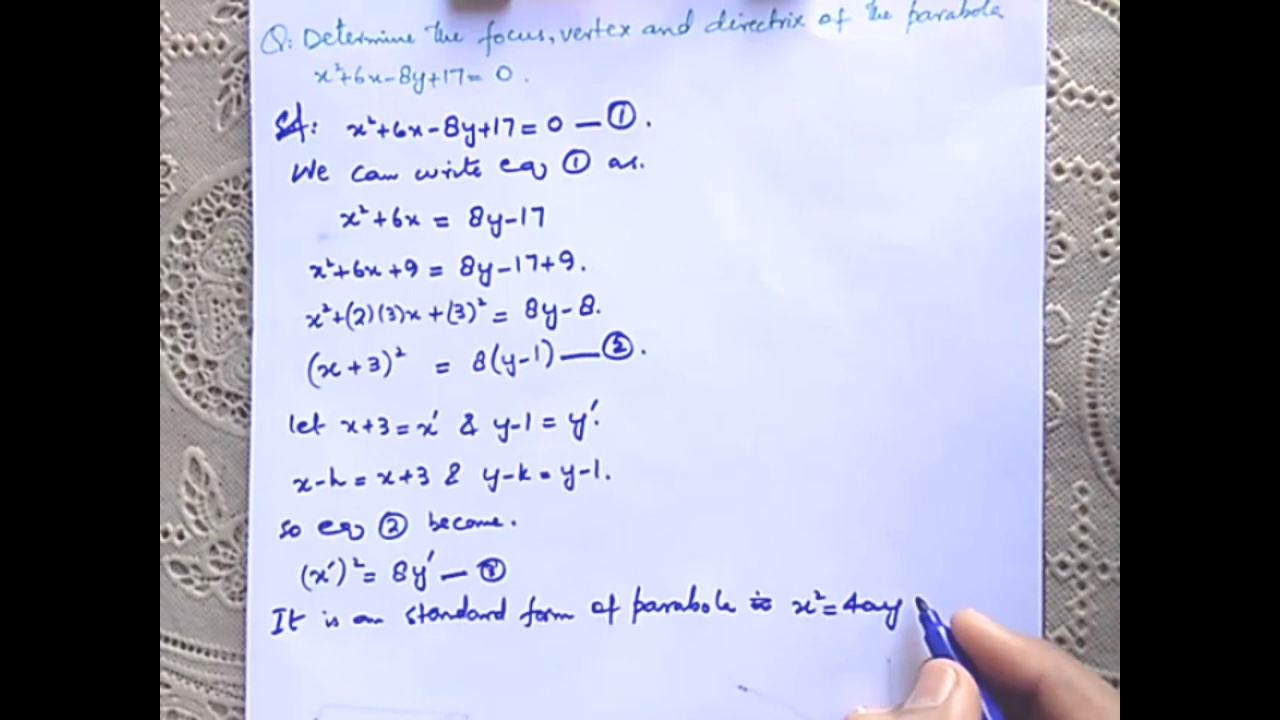 Q: Determine the focus, vertex and directrix of the parabola
x²+6x-8y+17= 0.
Sol: x²+6x-8y+17=0 — ①.
We can write eq ① as.
x²+6x = 8y-17
x²+6x+9 = 8y-17+9.
x²+(2)(3)x+(3)² = 8y-8.
(x+3)² = 8(y-1) — ②.
let x+3=x' & y-1=y'.
x-h=x+3 & y-k=y-1.
so eq ② become.
(x')²= 8y' — ③
It is an standard form of parabola is x²=4ay